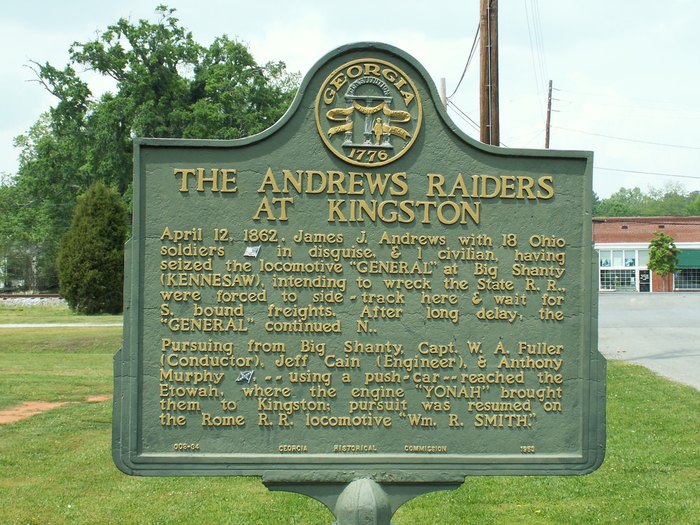 GEORGIA
1776
THE ANDREWS RAIDERS
AT KINGSTON
April 12, 1862, James J. Andrews with 18 Ohio
soldiers in disguise, & 1 civilian, having
seized the locomotive "GENERAL" at Big Shanty
(KENNESAW), intending to wreck the State R. R.,
were forced to side-track here & wait for
S. bound freights. After long delay, the
"GENERAL" continued N..
Pursuing from Big Shanty, Capt. W. A. Fuller
(Conductor), Jeff Cain (Engineer), & Anthony
Murphy , -- using a push-car -- reached the
Etowah, where the engine "YONAH" brought
them to Kingston; pursuit was resumed on
the Rome R. R. locomotive "Wm. R. SMITH."
008-64 GEORGIA HISTORICAL COMMISSION 1953